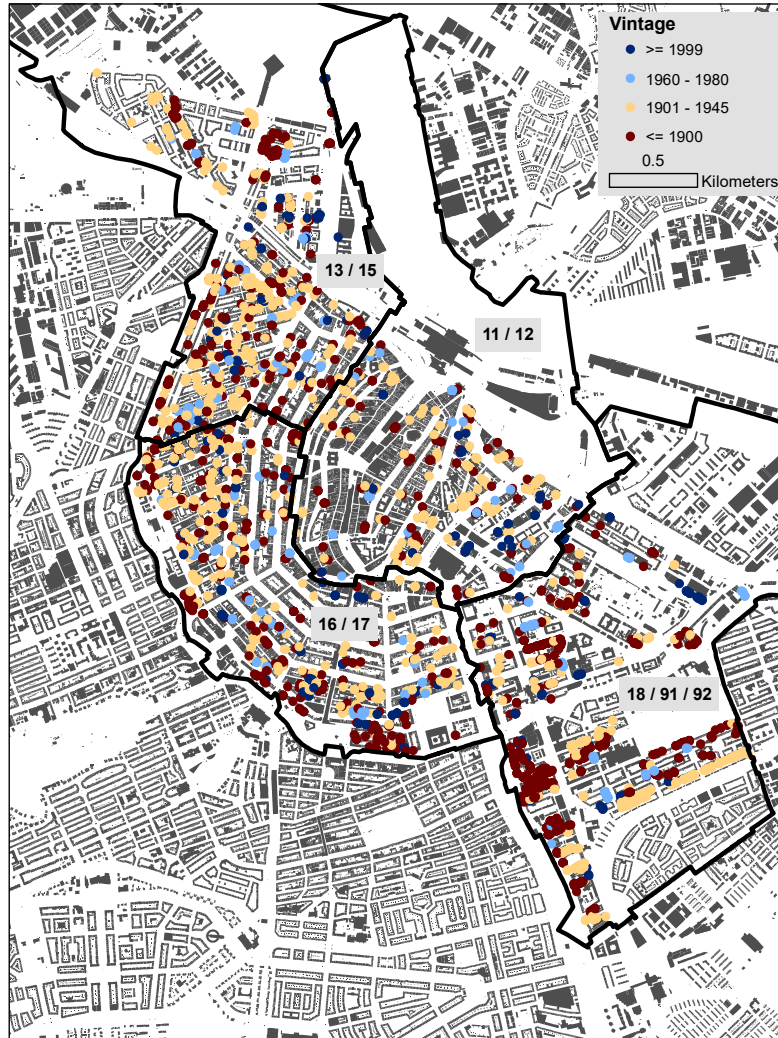 Vintage
>= 1999
1960 - 1980
1901 - 1945
<= 1900
0.5
Kilometers
13 / 15
11 / 12
16 / 17
18 / 91 / 92